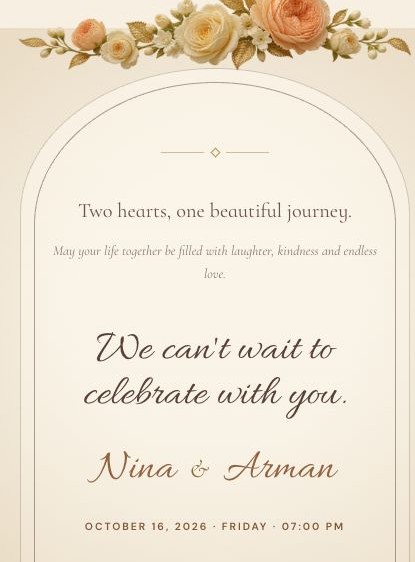 Two hearts, one beautiful journey.
May your life together be filled with laughter, kindness and endless
love.
We can't wait to
celebrate with you.
Nina & Arman
OCTOBER 16, 2026 · FRIDAY · 07:00 PM